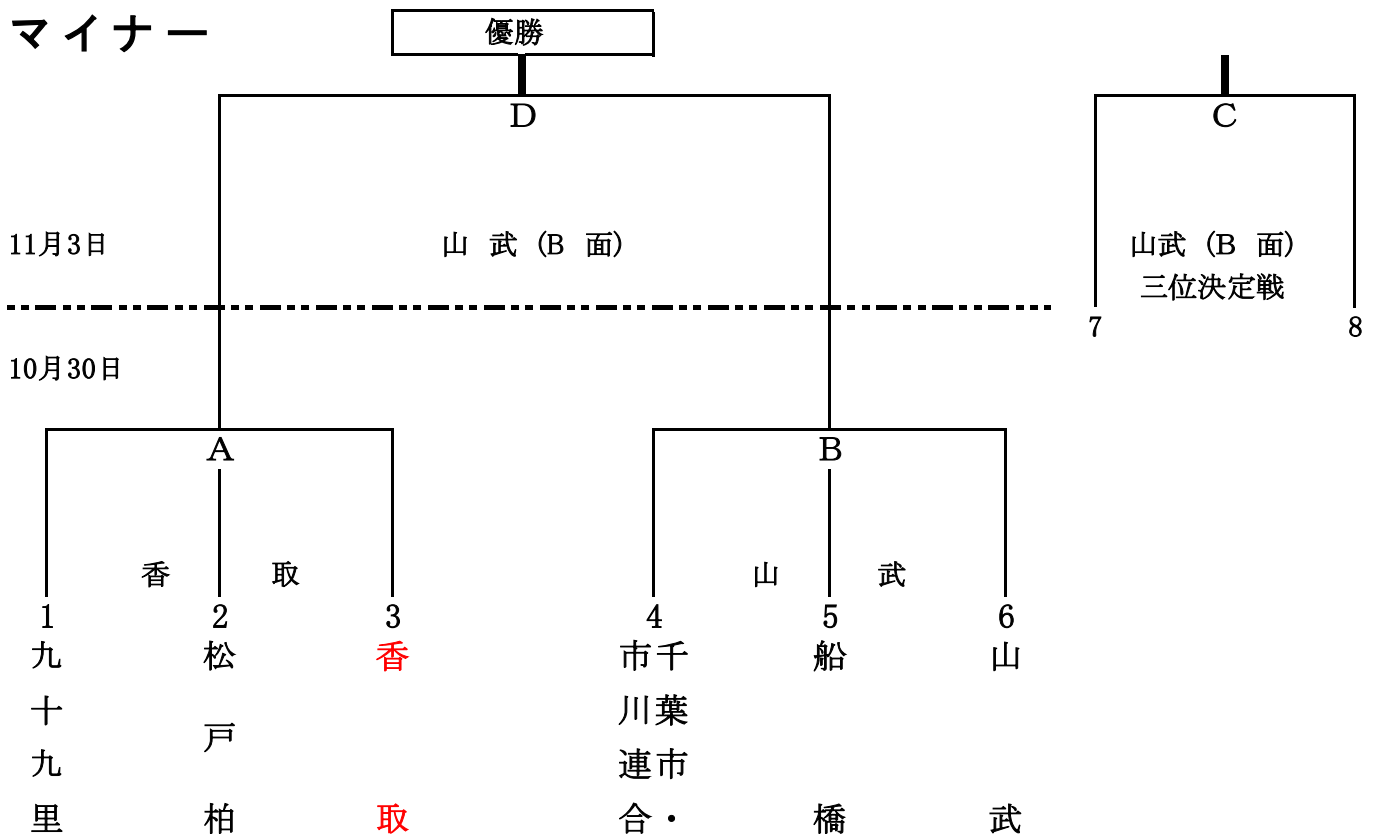 マイナー
優勝
D
C
11月3日
山 武 (B 面)
山武 (B 面)
三位決定戦
7
8
10月30日
A
B
香 取
山 武
1
2
3
4
5
6
九十九里
松戸柏
香取
千葉市・
市川連合
船橋
山武